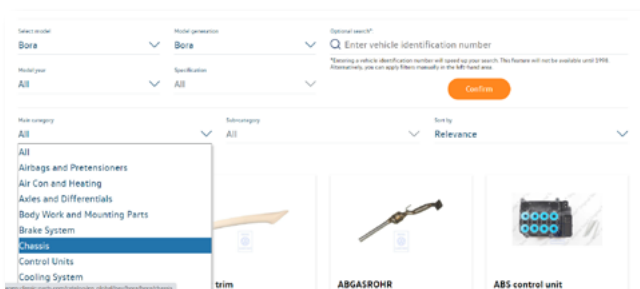 Select model
Model generation
Optional search*
Bora
Bora
Enter vehicle identification number
*Entering a vehicle identification number will speed up your search. This feature will not be available until 1998.
Alternatively, you can apply filters manually in the left-hand area.
Model year
Specification
All
All
Confirm
Main category
Subcategory
Sort by
All
All
Relevance
All
Airbags and Pretensioners
Air Con and Heating
Axles and Differentials
Body Work and Mounting Parts
Brake System
Chassis
Control Units
Cooling System
trim
ABGASROHR
ABS control unit